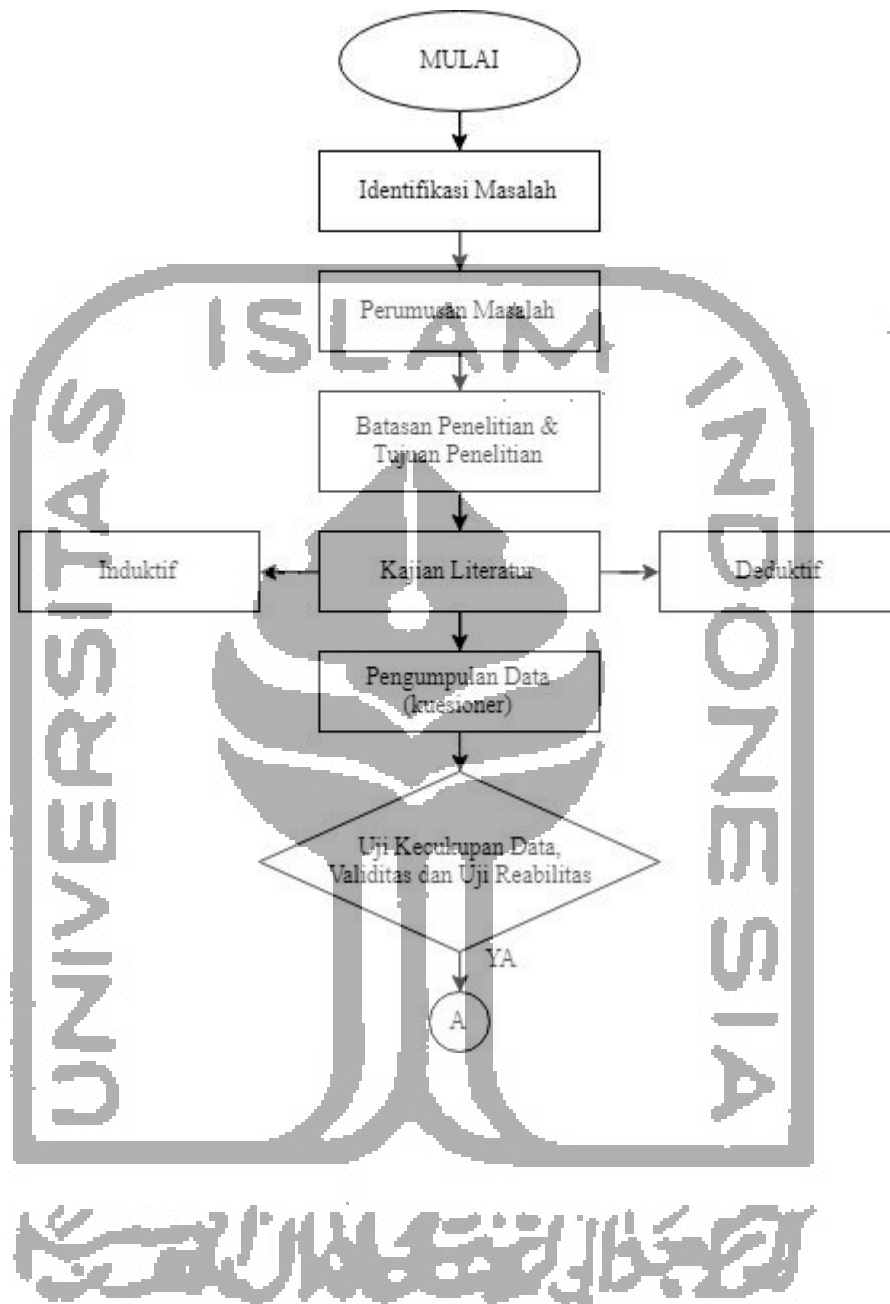 MULAI
Identifikasi Masalah
ISLAM
Perumusan Masalah
Batasan Penelitian &
Tujuan Penelitian
UNIVERSITAS
INDONESIA
Induktif
Kajian Literatur
Deduktif
Pengumpulan Data
(kuesioner)
Uji Kecukupan Data,
Validitas dan Uji Reabilitas
YA
A